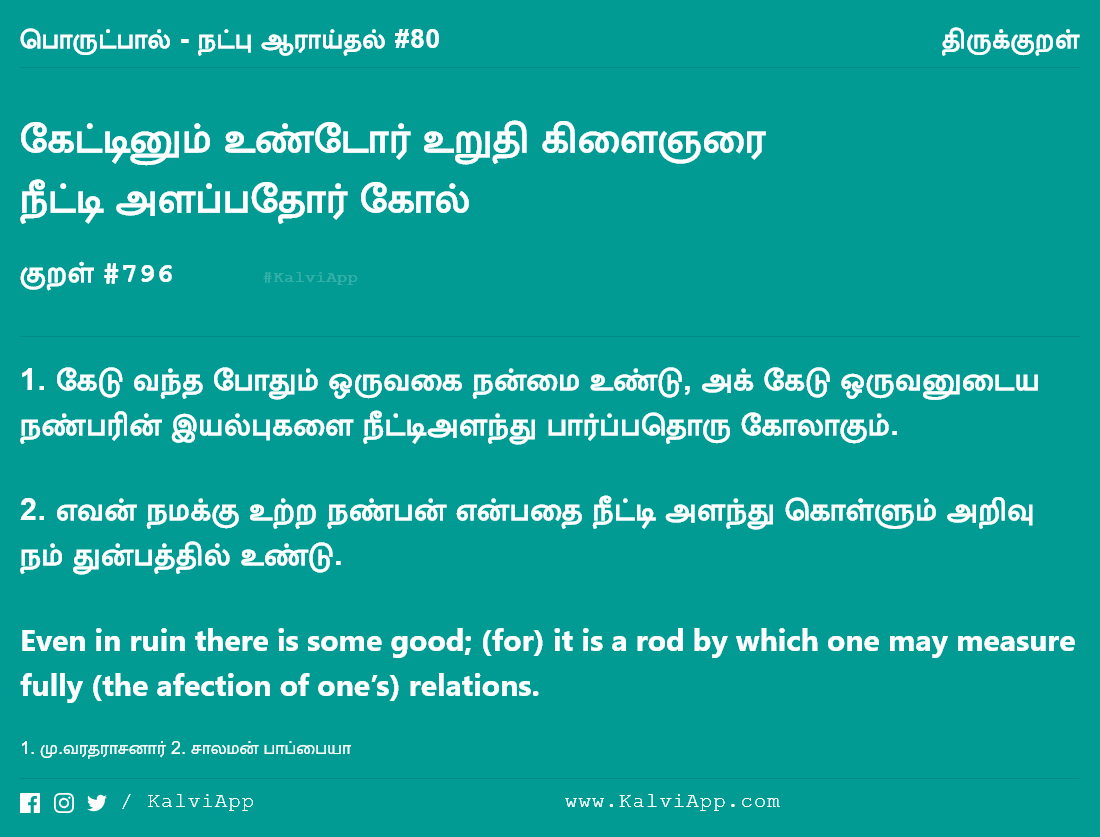 பொருட்பால் - நட்பு ஆராய்தல் #80
திருக்குறள்
கேட்டினும் உண்டோர் உறுதி கிளைஞரை
நீட்டி அளப்பதோர் கோல்
குறள் #796
#KalviApp
1. கேடு வந்த போதும் ஒருவகை நன்மை உண்டு, அக் கேடு ஒருவனுடைய
நண்பரின் இயல்புகளை நீட்டிஅளந்து பார்ப்பதொரு கோலாகும்.
2. எவன் நமக்கு உற்ற நண்பன் என்பதை நீட்டி அளந்து கொள்ளும் அறிவு
நம் துன்பத்தில் உண்டு.
Even in ruin there is some good; (for) it is a rod by which one may measure
fully (the afection of one's) relations.
1. மு.வரதராசனார் 2. சாலமன் பாப்பையா
/ KalviApp
www.KalviApp.com